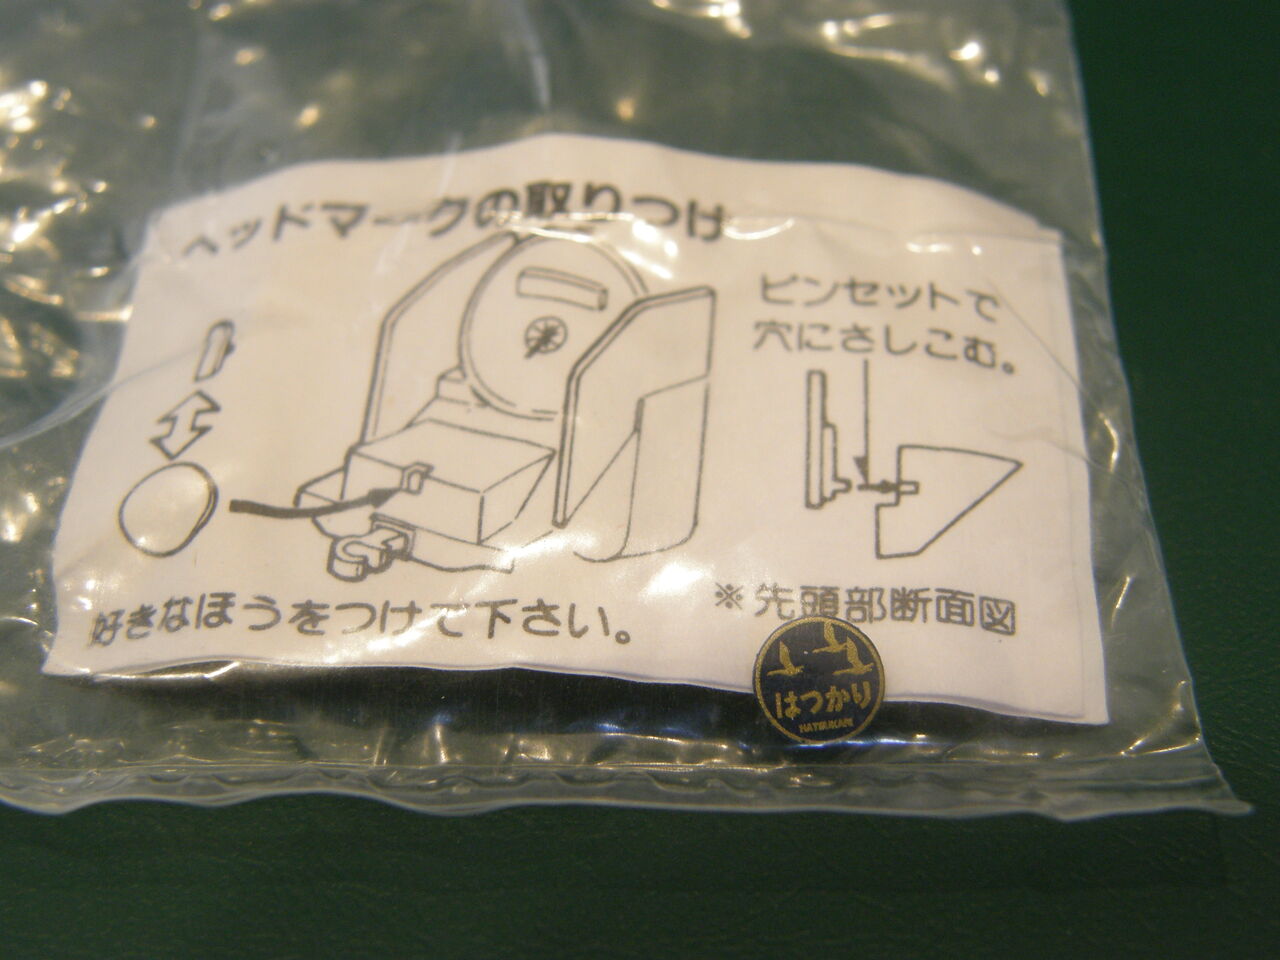 ヘッドマークの取りつけ
ピンセットで
穴にさしこむ。
好きなほうをつけて下さい。
※先頭部断面図
はつかり
HATSUKARI